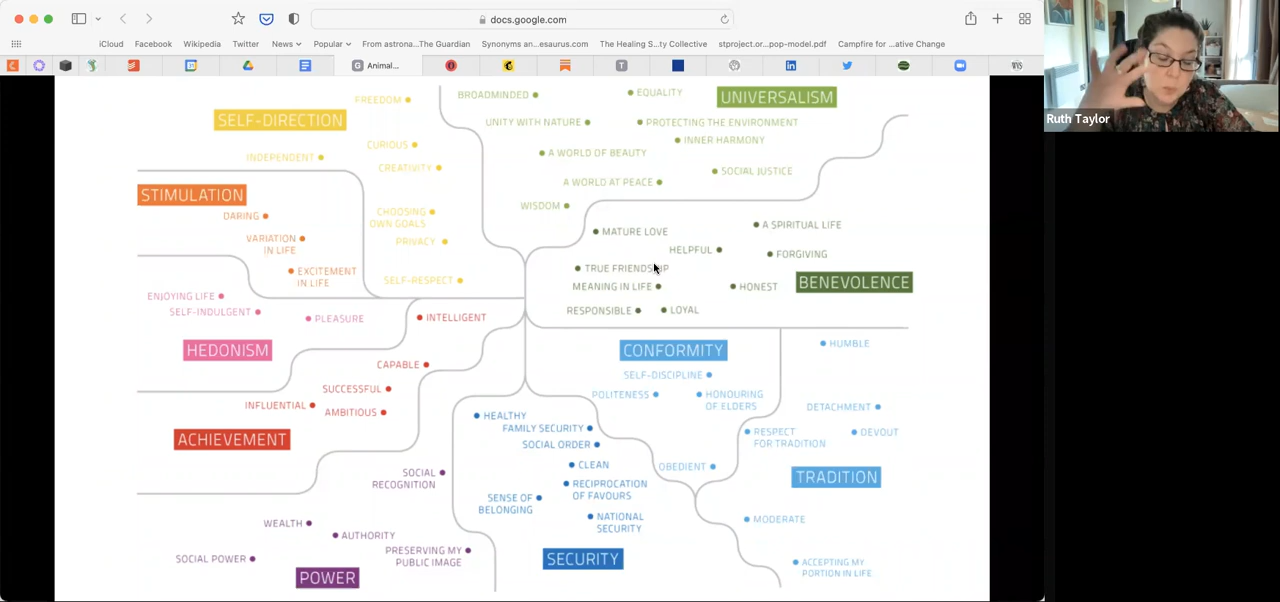 docs.google.com
iCloud Facebook Wikipedia Twitter News Popular From astrona...The Guardian Synonyms an...esaurus.com The Healing S...ty Collective stproject.or...pop-model.pdf Campfire for ...ative Change
Animal...
Ruth Taylor
SELF-DIRECTION
FREEDOM
CURIOUS
INDEPENDENT
CREATIVITY
CHOOSING
OWN GOALS
PRIVACY
SELF-RESPECT
UNIVERSALISM
BROADMINDED
EQUALITY
UNITY WITH NATURE
PROTECTING THE ENVIRONMENT
INNER HARMONY
A WORLD OF BEAUTY
SOCIAL JUSTICE
A WORLD AT PEACE
WISDOM
STIMULATION
DARING
VARIATION
IN LIFE
EXCITEMENT
IN LIFE
MATURE LOVE
A SPIRITUAL LIFE
HELPFUL
FORGIVING
TRUE FRIENDSHIP
MEANING IN LIFE
HONEST
BENEVOLENCE
RESPONSIBLE
LOYAL
ENJOYING LIFE
SELF-INDULGENT
PLEASURE
HEDONISM
INTELLIGENT
CAPABLE
SUCCESSFUL
INFLUENTIAL
AMBITIOUS
ACHIEVEMENT
CONFORMITY
SELF-DISCIPLINE
POLITENESS
HONOURING
OF ELDERS
OBEDIENT
HUMBLE
DETACHMENT
RESPECT
FOR TRADITION
DEVOUT
TRADITION
MODERATE
ACCEPTING MY
PORTION IN LIFE
HEALTHY
FAMILY SECURITY
SOCIAL ORDER
CLEAN
RECIPROCATION
OF FAVOURS
SENSE OF
BELONGING
NATIONAL
SECURITY
SECURITY
SOCIAL
RECOGNITION
WEALTH
AUTHORITY
SOCIAL POWER
PRESERVING MY
PUBLIC IMAGE
POWER